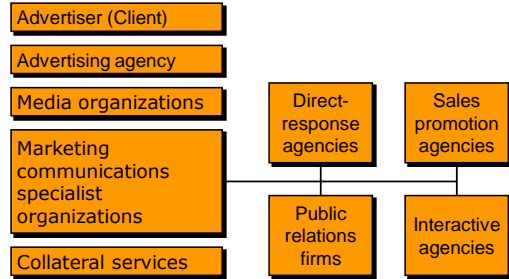 Advertiser (Client)
Advertising agency
Media organizations
Marketing
communications
specialist
organizations
Collateral services
Direct-
response
agencies
Sales
promotion
agencies
Public
relations
firms
Interactive
agencies